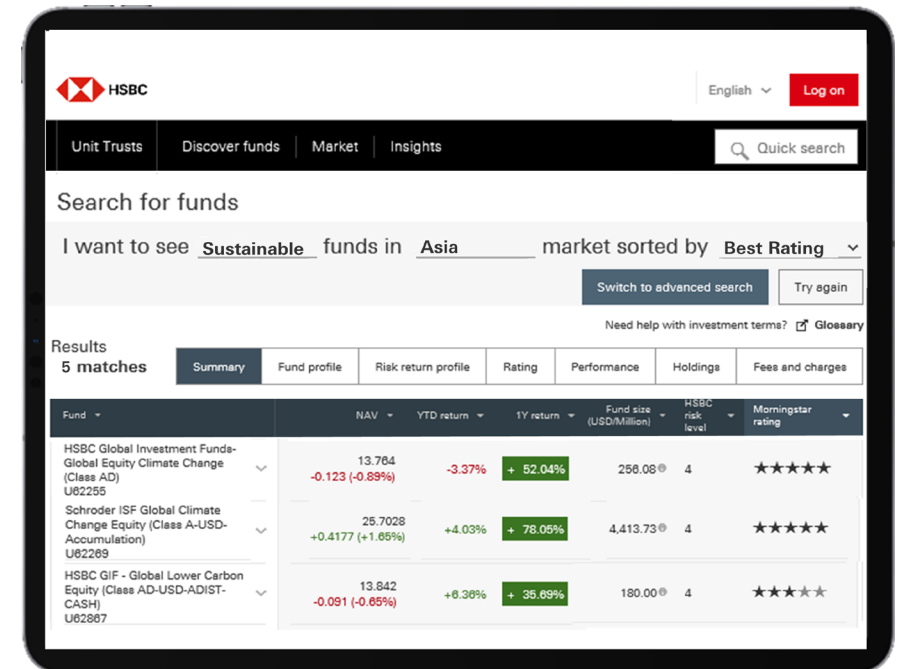 HSBC
English
Log on
Unit Trusts
Discover funds
Market
Insights
Quick search
Search for funds
I want to see Sustainable funds in Asia market sorted by Best Rating
Switch to advanced search
Try again
Need help with investment terms? Glossary
Results
5 matches
Summary
Fund profile
Risk return profile
Rating
Performance
Holdings
Fees and charges
Fund
NAV
YTD return
1Y return
Fund size
(USD/Million)
HSBC
risk
level
Morningstar
rating
HSBC Global Investment Funds-
Global Equity Climate Change
(Class AD)
U62255
13.764
-0.123 (-0.89%)
-3.37%
+ 52.04%
256.08
4
Schroder ISF Global Climate
Change Equity (Class A-USD-
Accumulation)
U62269
25.7028
+0.4177 (+1.65%)
+4.03%
+ 78.05%
4,413.73
4
HSBC GIF - Global Lower Carbon
Equity (Class AD-USD-ADIST-
CASH)
U62867
13.842
-0.091 (-0.65%)
+6.36%
+ 35.69%
180.00
4